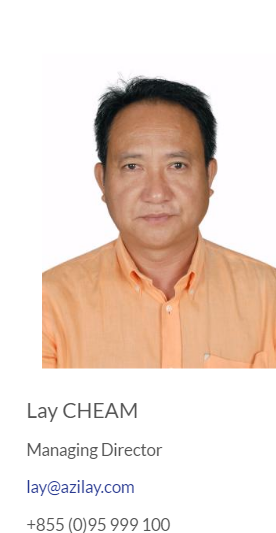 Lay CHEAM
Managing Director
lay@azilay.com
+855 (0)95 999 100